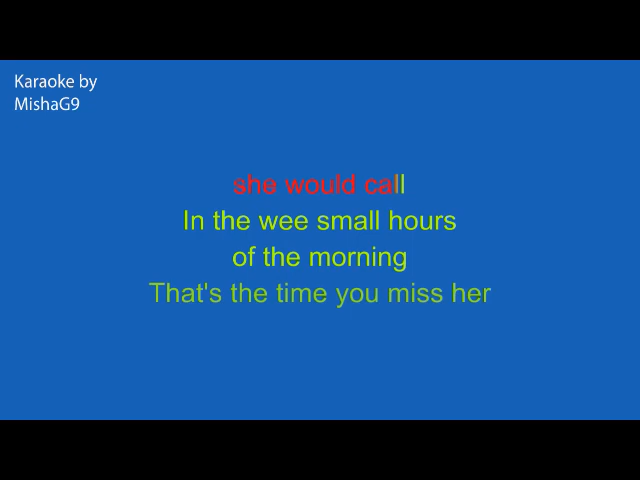 Karaoke by
MishaG9
she would call
In the wee small hours
of the morning
That's the time you miss her